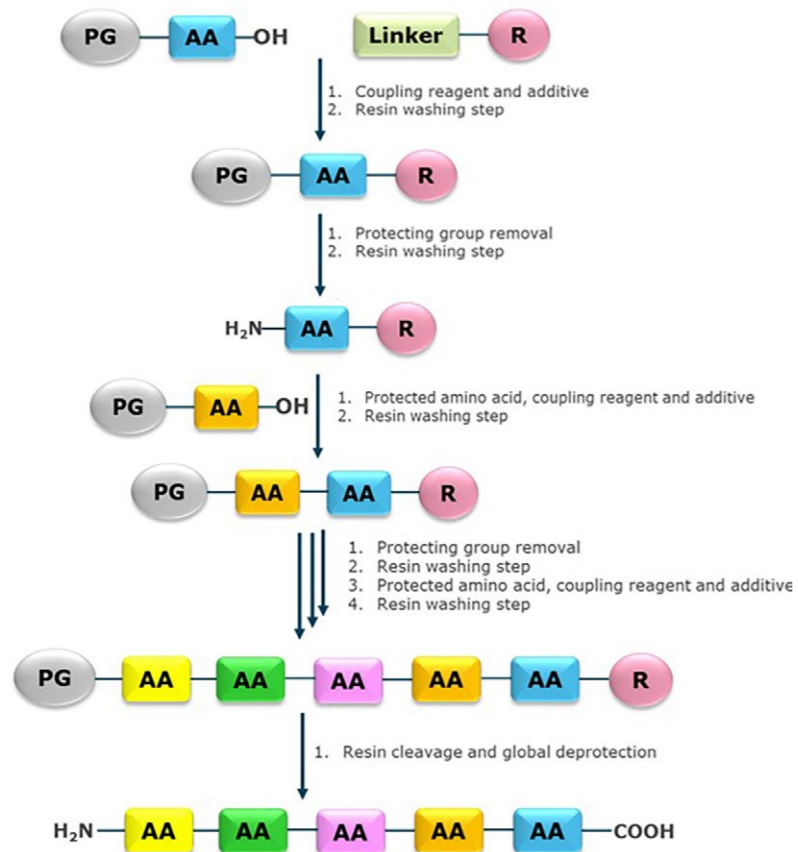 PG AA OH Linker R
1. Coupling reagent and additive
2. Resin washing step
PG AA R
1. Protecting group removal
2. Resin washing step
H₂N AA R
1. Protected amino acid, coupling reagent and additive
PG AA OH
2. Resin washing step
PG AA AA R
1. Protecting group removal
2. Resin washing step
3. Protected amino acid, coupling reagent and additive
4. Resin washing step
PG AA AA AA AA AA R
1. Resin cleavage and global deprotection
H₂N AA AA AA AA AA COOH